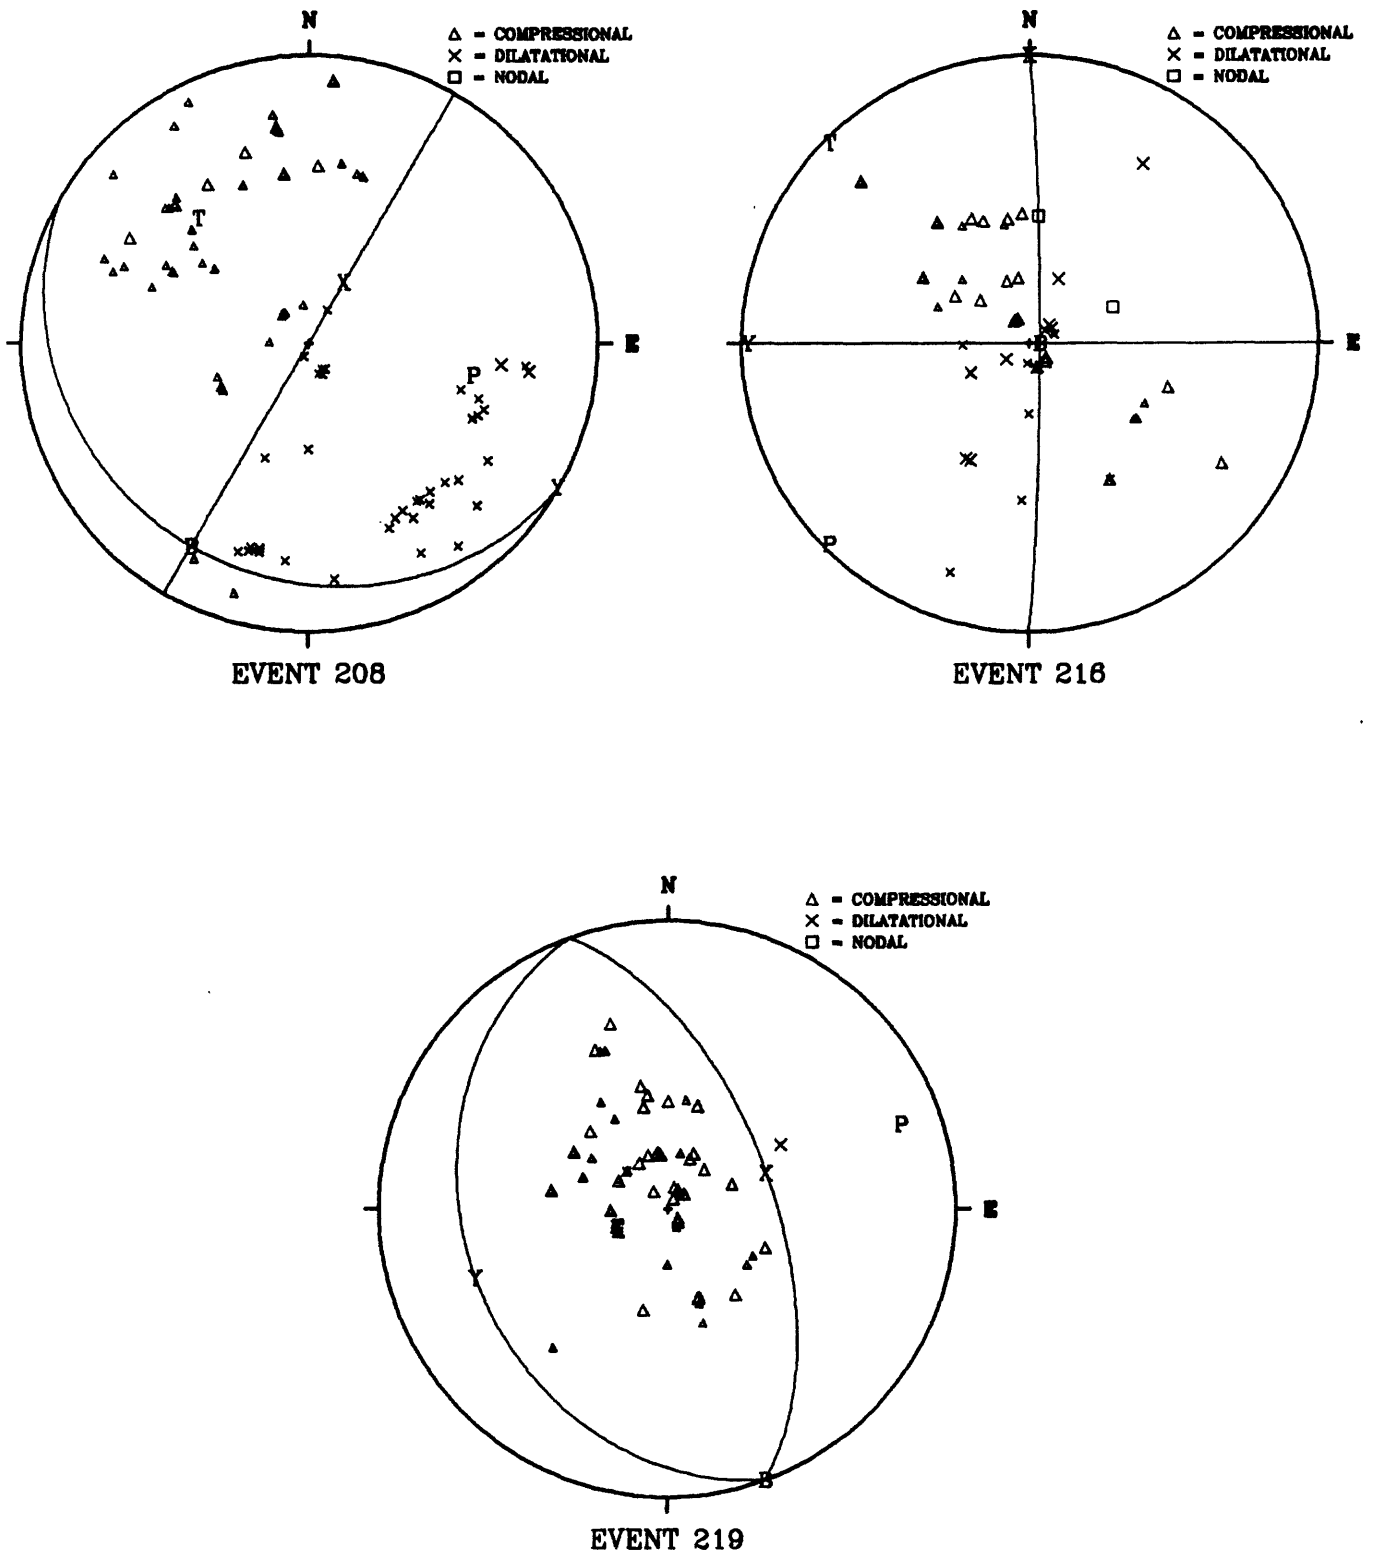 N
△ = COMPRESSIONAL
× = DILATATIONAL
□ = NODAL
T
X
E
P
Y
B
EVENT 208
N
△ = COMPRESSIONAL
× = DILATATIONAL
□ = NODAL
X
T
Y
B
E
P
EVENT 216
N
△ = COMPRESSIONAL
× = DILATATIONAL
□ = NODAL
P
X
E
T
Y
B
EVENT 219